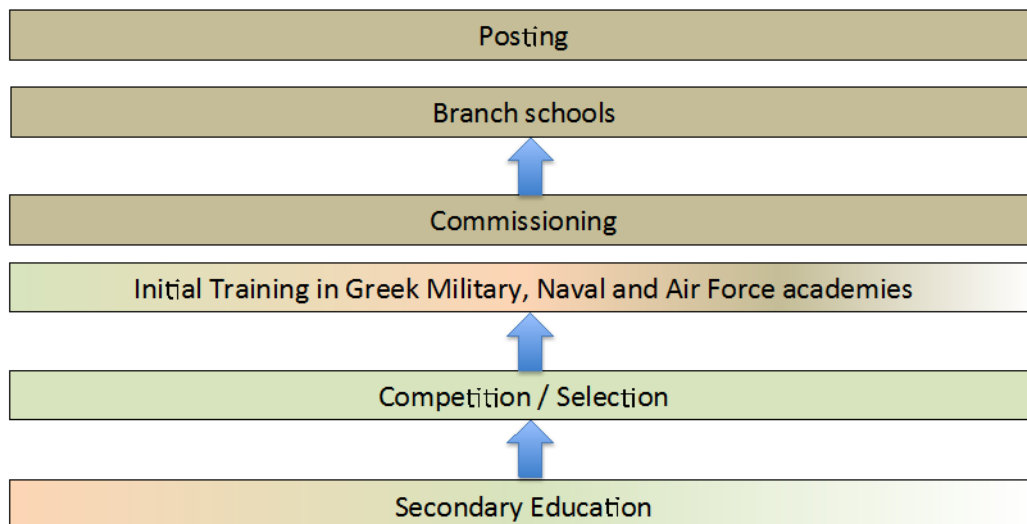 Posting
Branch schools
Commissioning
Initial Training in Greek Military, Naval and Air Force academies
Competition / Selection
Secondary Education